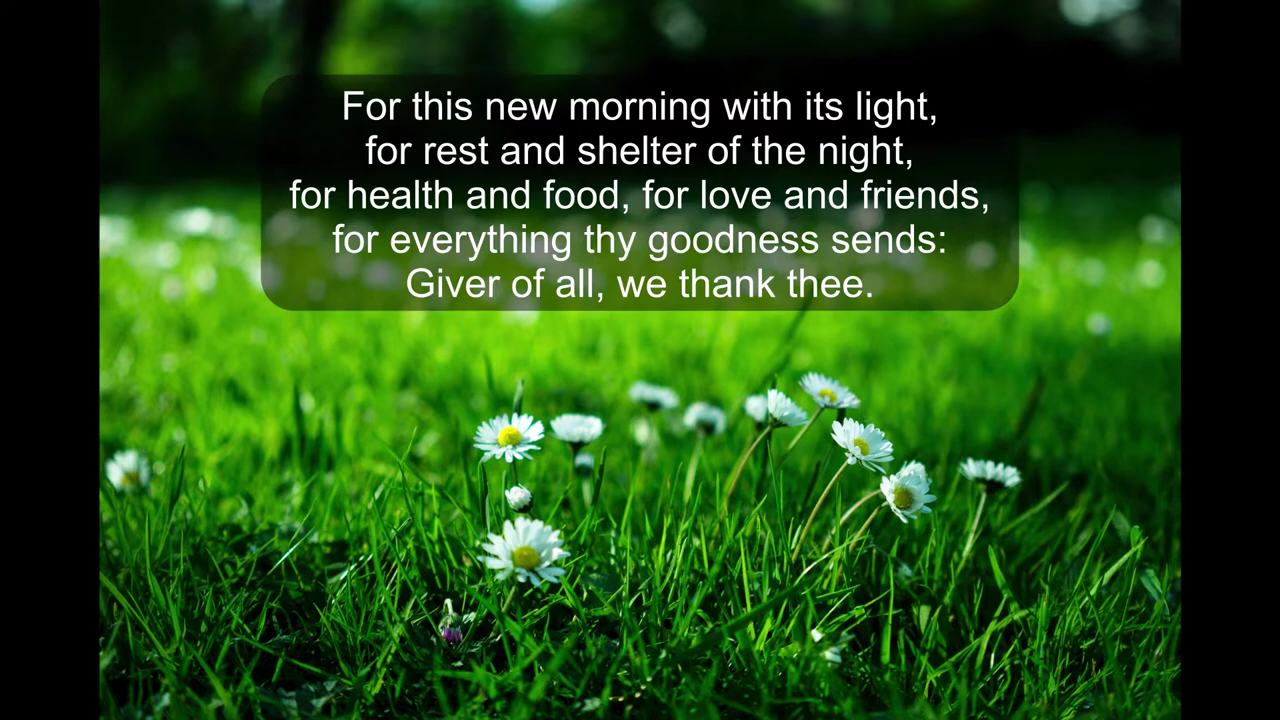 For this new morning with its light,
for rest and shelter of the night,
for health and food, for love and friends,
for everything thy goodness sends:
Giver of all, we thank thee.